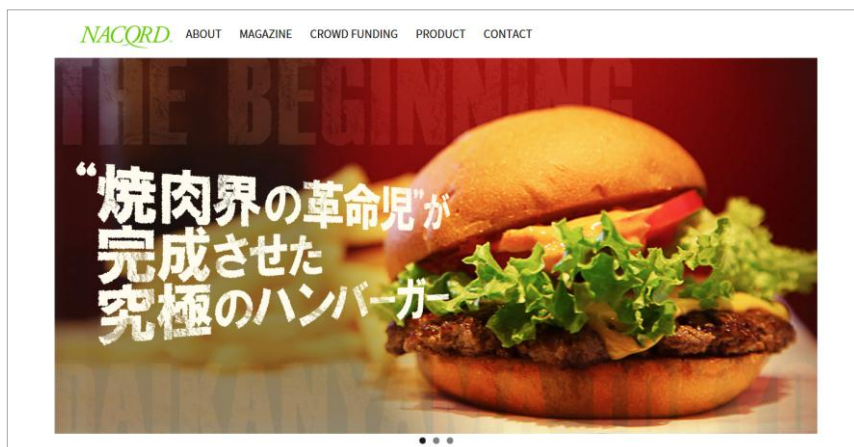 NACQRD ABOUT MAGAZINE CROWD FUNDING PRODUCT CONTACT
THE BEGINNING
“焼肉界の革命児”が
完成させた
究極のハンバーガー